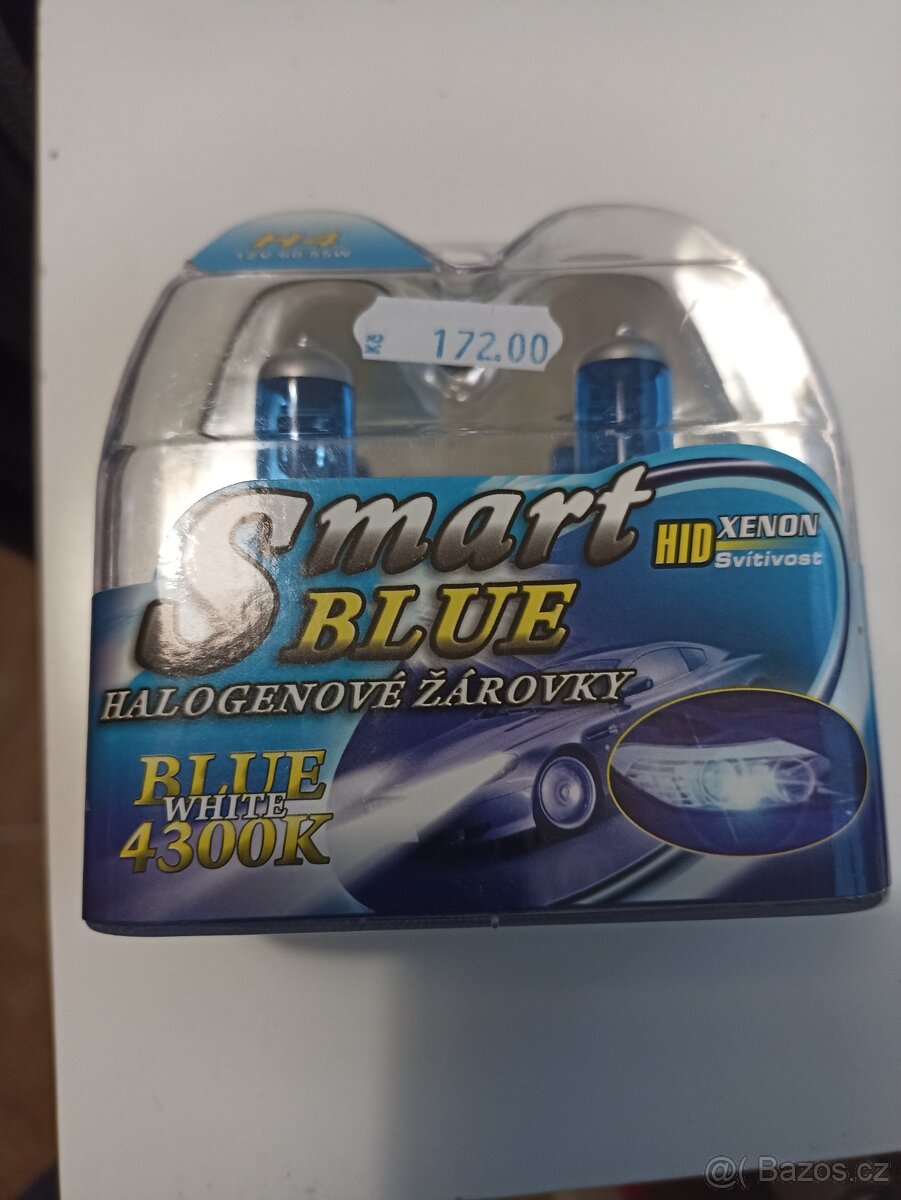 H4
12V 60/55W
Kč 172.00
Smart
BLUE
HID XENON
Svítivost
HALOGENOVÉ ŽÁROVKY
BLUE
WHITE
4300K
@( Bazos.cz